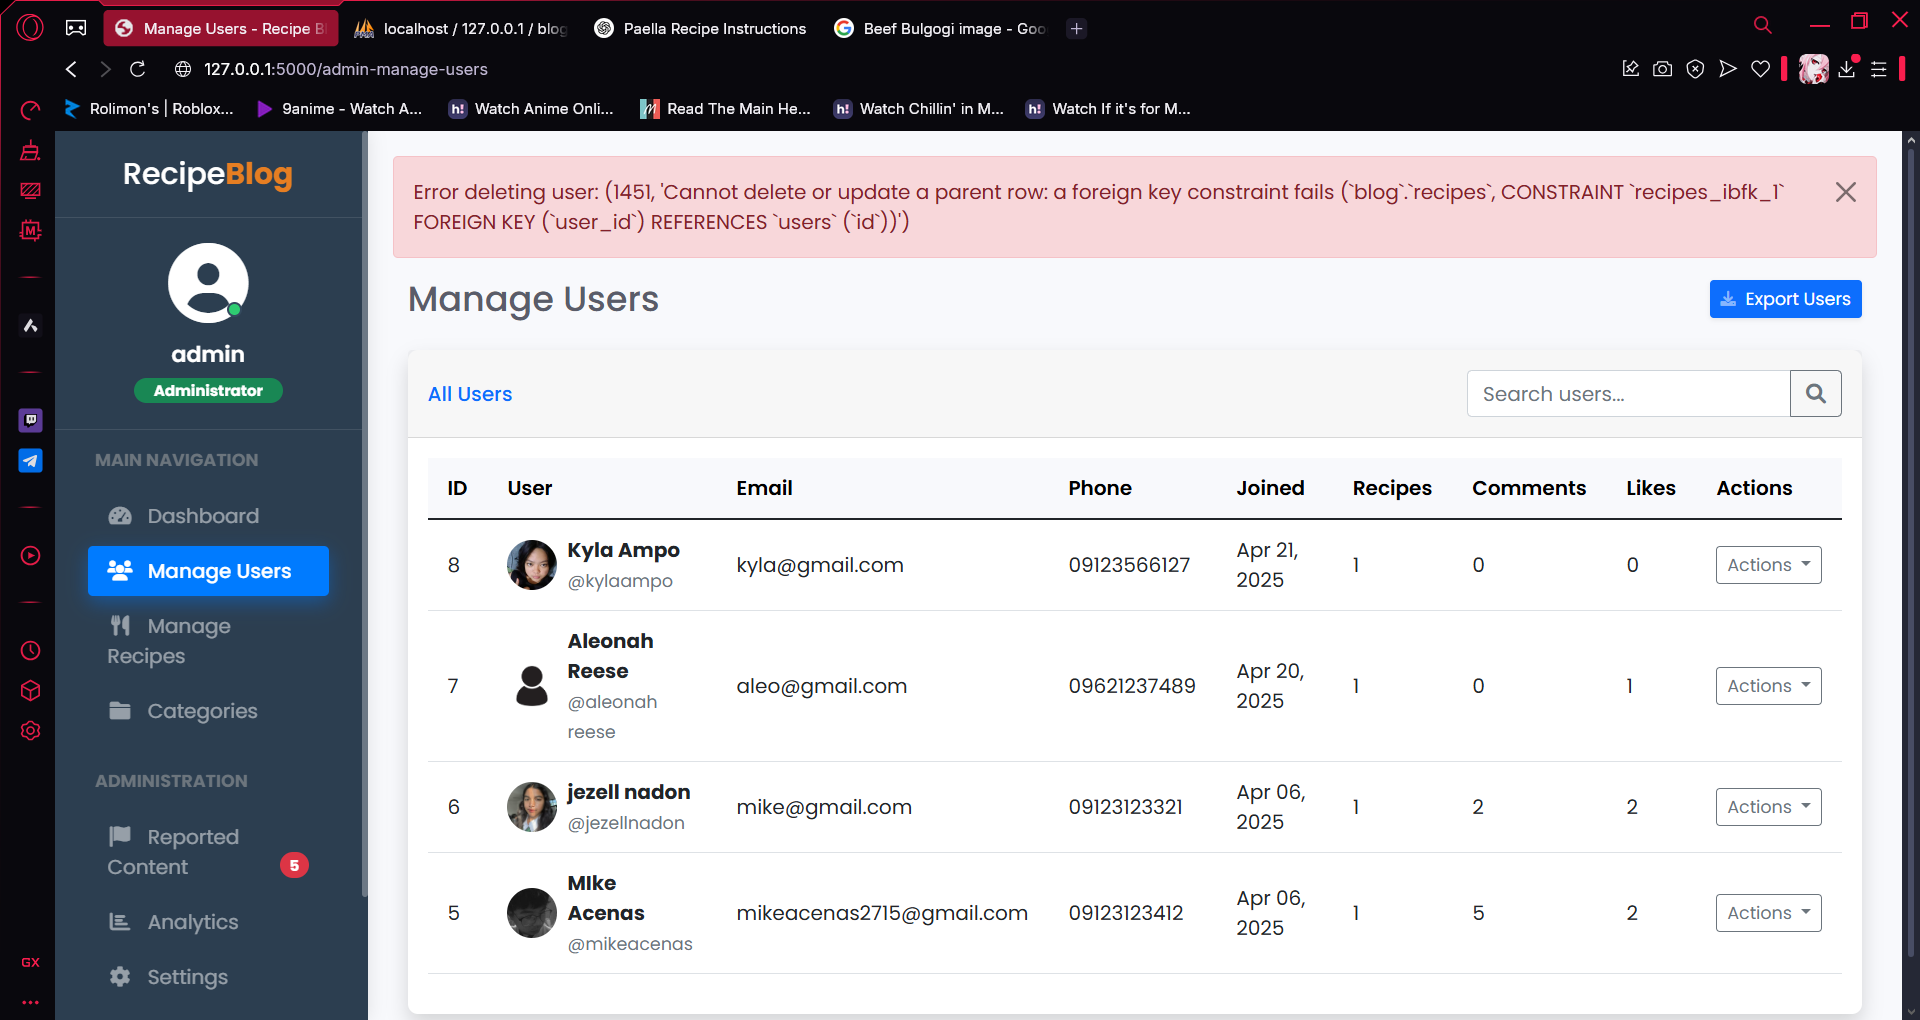 Manage Users - Recipe B
localhost / 127.0.0.1 / blog
Paella Recipe Instructions
Beef Bulgogi image - Goo
127.0.0.1:5000/admin-manage-users
Rolimon's | Roblox...
9anime - Watch A...
Watch Anime Onli...
Read The Main He...
Watch Chillin' in M...
Watch If it's for M...
RecipeBlog
admin
Administrator
MAIN NAVIGATION
Dashboard
Manage Users
Manage
Recipes
Categories
ADMINISTRATION
Reported
Content
5
Analytics
Settings
GX
Error deleting user: (1451, 'Cannot delete or update a parent row: a foreign key constraint fails (`blog`.`recipes`, CONSTRAINT `recipes_ibfk_1`
FOREIGN KEY (`user_id`) REFERENCES `users` (`id`))')
Manage Users
Export Users
All Users
Search users...
ID User Email Phone Joined Recipes Comments Likes Actions
8 Kyla Ampo @kylaampo kyla@gmail.com 09123566127 Apr 21, 2025 1 0 0 Actions
7 Aleonah Reese @aleonah reese aleo@gmail.com 09621237489 Apr 20, 2025 1 0 1 Actions
6 jezell nadon @jezellnadon mike@gmail.com 09123123321 Apr 06, 2025 1 2 2 Actions
5 MIke Acenas @mikeacenas mikeacenas2715@gmail.com 09123123412 Apr 06, 2025 1 5 2 Actions